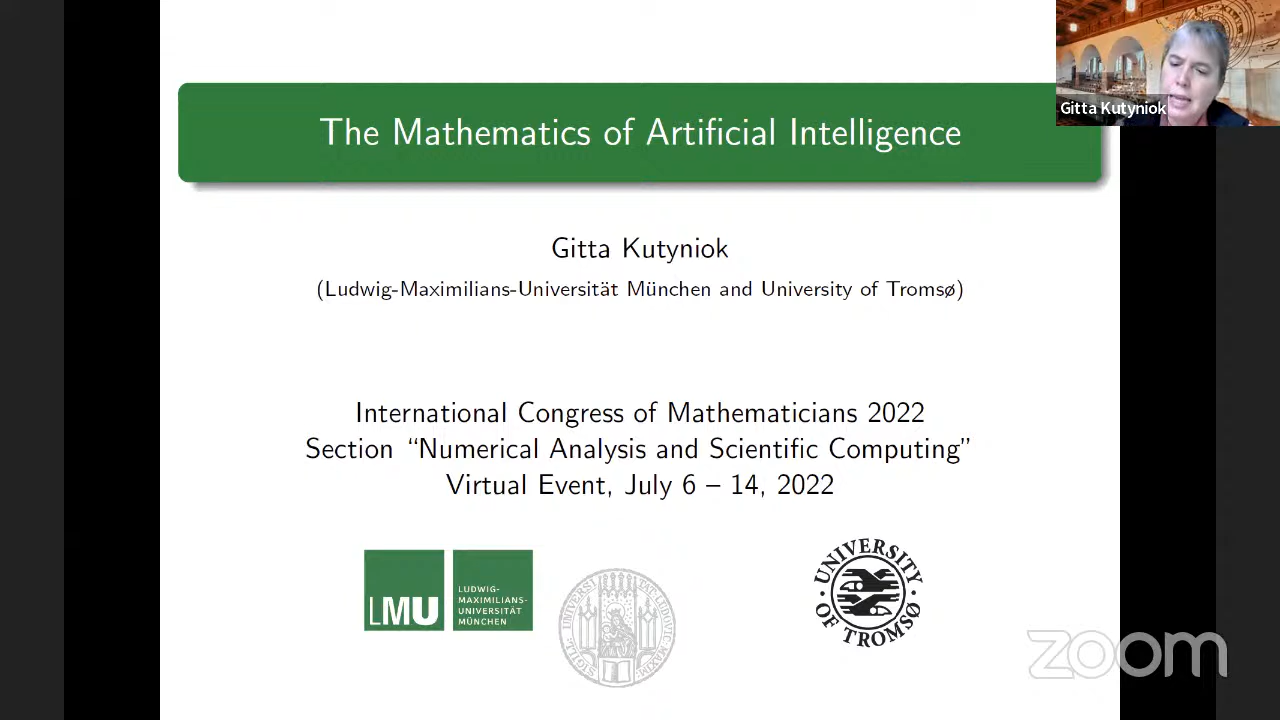 The Mathematics of Artificial Intelligence
Gitta Kutyniok
Gitta Kutyniok
(Ludwig-Maximilians-Universität München and University of Tromsø)
International Congress of Mathematicians 2022
Section “Numerical Analysis and Scientific Computing”
Virtual Event, July 6 – 14, 2022
LMU
LUDWIG-
MAXIMILIANS-
UNIVERSITÄT
MÜNCHEN
UNIVERSITY
OF TROMSØ
zoom